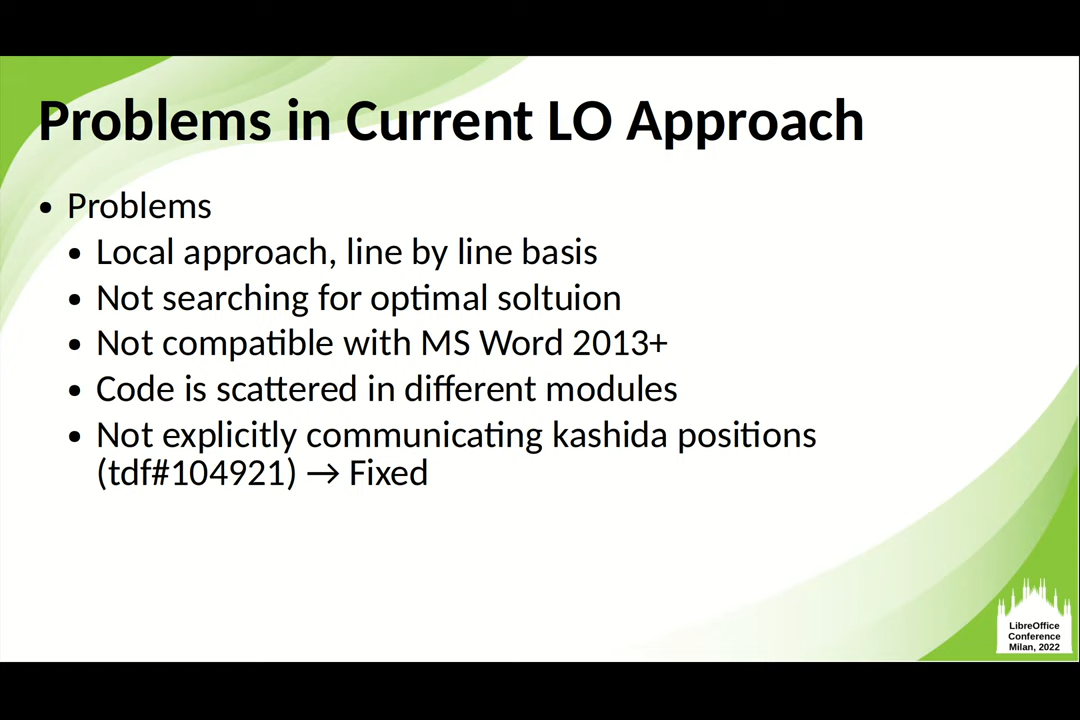 Problems in Current LO Approach
• Problems
• Local approach, line by line basis
• Not searching for optimal soltuion
• Not compatible with MS Word 2013+
• Code is scattered in different modules
• Not explicitly communicating kashida positions
(tdf#104921) → Fixed
LibreOffice
Conference
Milan, 2022